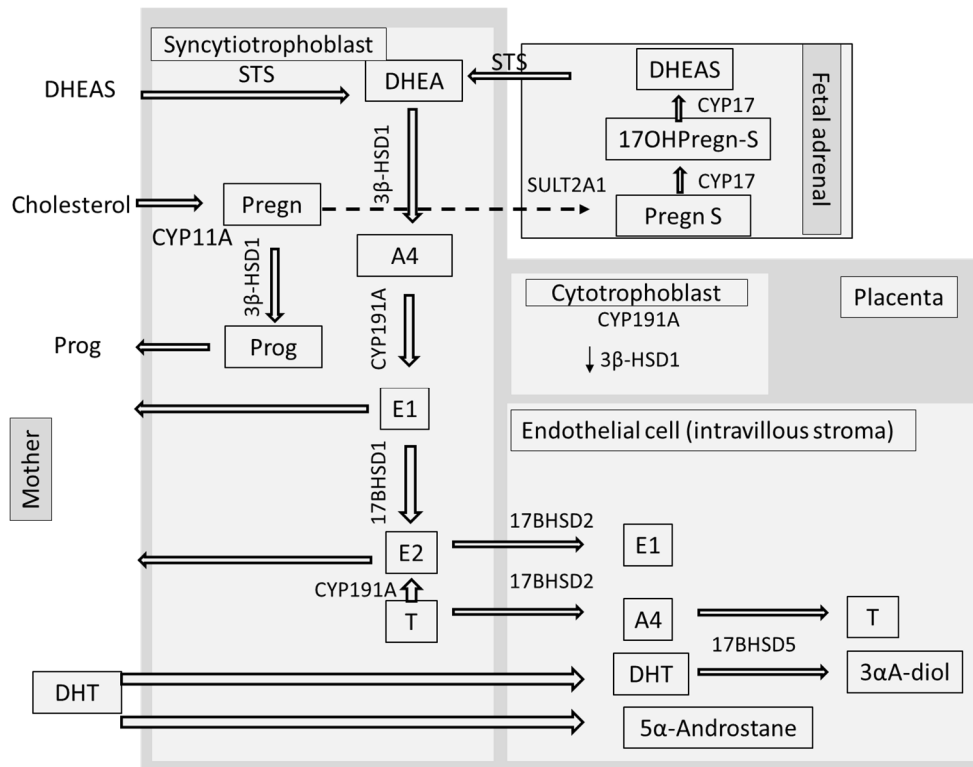 Syncytiotrophoblast
STS
DHEAS
DHEA
STS
DHEAS
CYP17
17OHPregn-S
CYP17
SULT2A1
Pregn S
Fetal adrenal
3β-HSD1
Cholesterol
Pregn
CYP11A
3β-HSD1
A4
Prog
Prog
CYP191A
Cytotrophoblast
CYP191A
3β-HSD1
Placenta
E1
Endothelial cell (intravillous stroma)
Mother
17BHSD1
E2
17BHSD2
E1
CYP191A
T
17BHSD2
A4
T
17BHSD5
DHT
DHT
3αA-diol
5α-Androstane